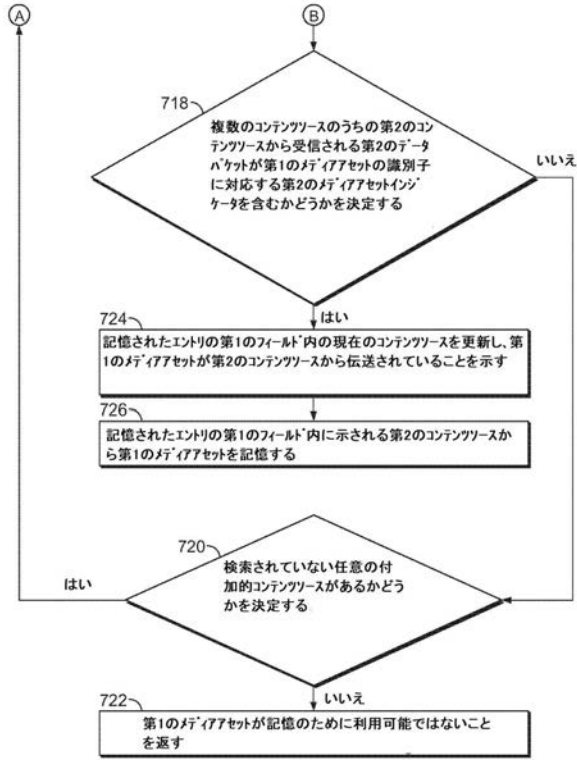 A
B
718
複数のコンテンツソースのうちの第2のコン
テンツソースから受信される第2のデータ
パケットが第1のメディアアセットの識別子
に対応する第2のメディアアセットインジ
ケータを含むかどうかを決定する
いいえ
はい
724
記憶されたエントリの第1のフィールド内の現在のコンテンツソースを更新し、第
1のメディアアセットが第2のコンテンツソースから伝送されていることを示す
726
記憶されたエントリの第1のフィールド内に示される第2のコンテンツソースか
ら第1のメディアアセットを記憶する
720
検索されていない任意の付
加的コンテンツソースがあるかどう
かを決定する
はい
いいえ
722
第1のメディアアセットが記憶のために利用可能ではないこと
を返す